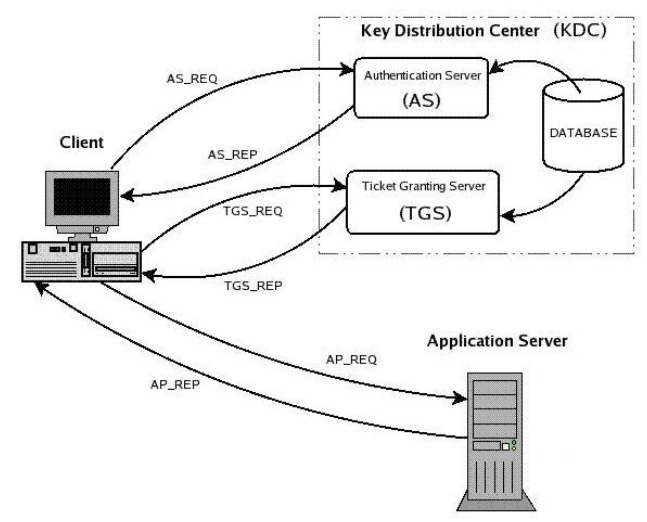 Key Distribution Center (KDC)
AS_REQ
Authentication Server
(AS)
Client
AS_REP
DATABASE
TGS_REQ
Ticket Granting Server
(TGS)
TGS_REP
AP_REQ
Application Server
AP_REP